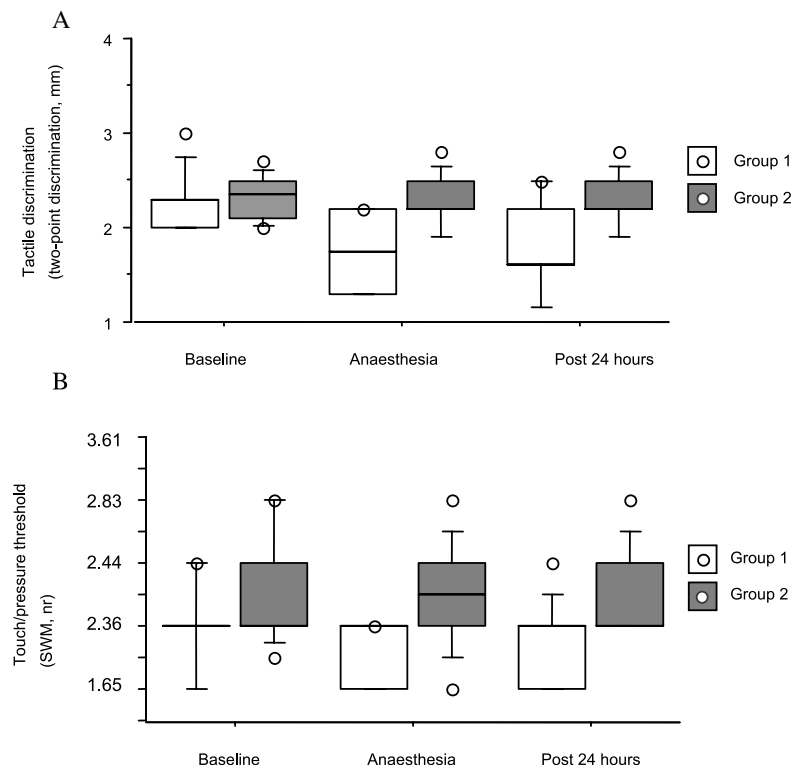 A
4
3
2
1
Tactile discrimination
(two-point discrimination, mm)
Group 1
Group 2
Baseline
Anaesthesia
Post 24 hours
B
3.61
2.83
2.44
2.36
1.65
Touch/pressure threshold
(SWM, nr)
Group 1
Group 2
Baseline
Anaesthesia
Post 24 hours